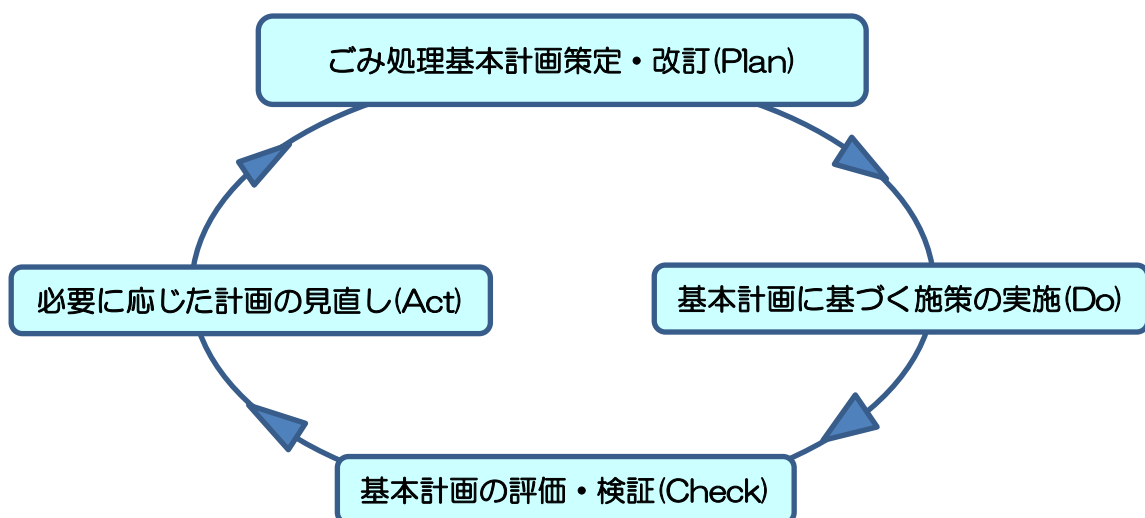 ごみ処理基本計画策定・改訂(Plan)
必要に応じた計画の見直し(Act)
基本計画に基づく施策の実施(Do)
基本計画の評価・検証(Check)